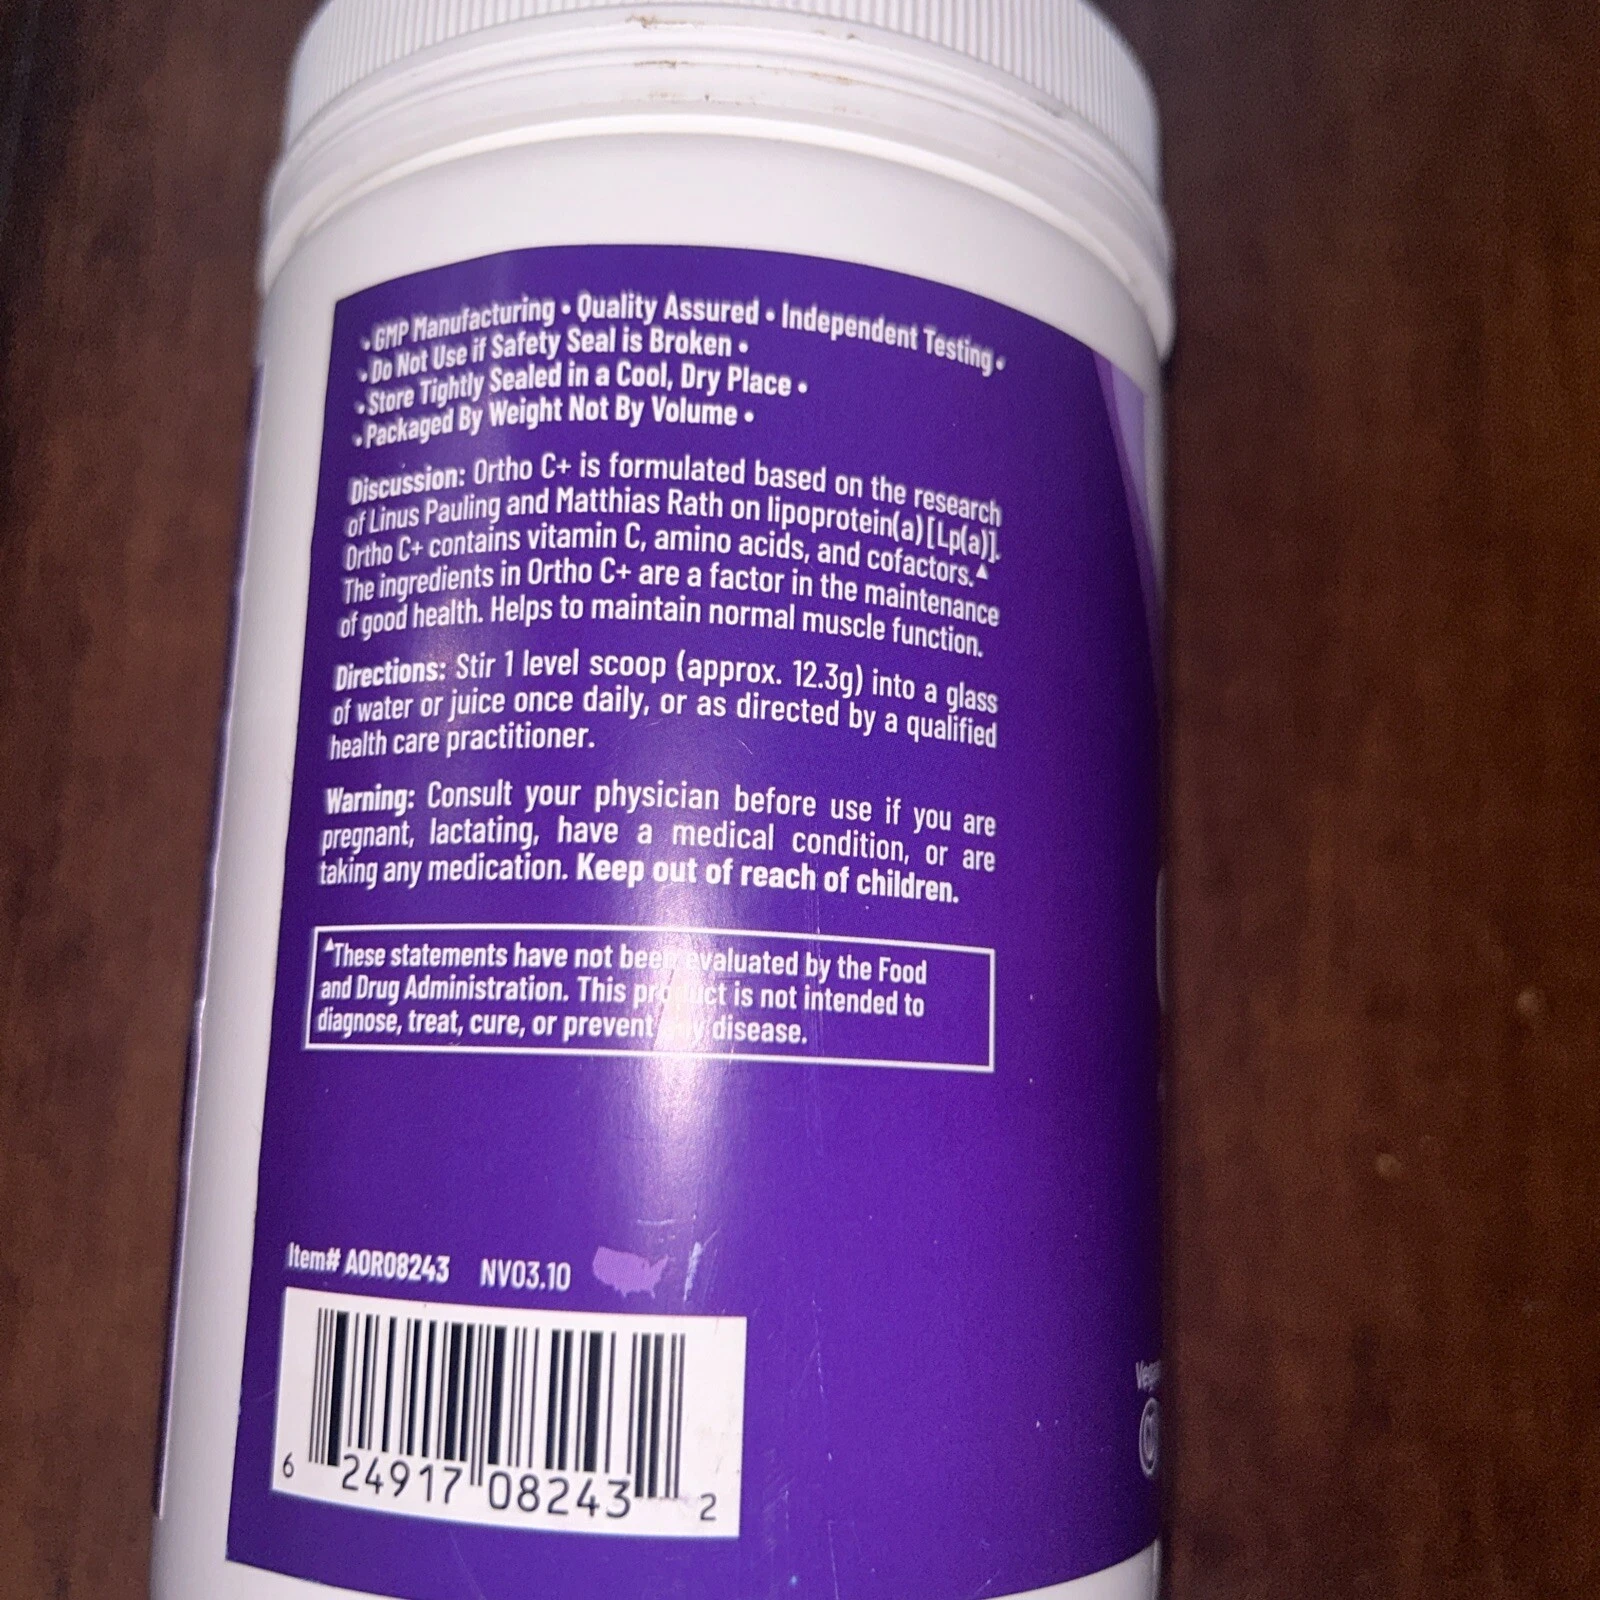 • GMP Manufacturing • Quality Assured • Independent Testing •
• Do Not Use if Safety Seal is Broken •
• Store Tightly Sealed in a Cool, Dry Place •
• Packaged By Weight Not By Volume •
Discussion: Ortho C+ is formulated based on the research
of Linus Pauling and Matthias Rath on lipoprotein(a) [Lp(a)].
Ortho C+ contains vitamin C, amino acids, and cofactors.▲
The ingredients in Ortho C+ are a factor in the maintenance
of good health. Helps to maintain normal muscle function.
Directions: Stir 1 level scoop (approx. 12.3g) into a glass
of water or juice once daily, or as directed by a qualified
health care practitioner.
Warning: Consult your physician before use if you are
pregnant, lactating, have a medical condition, or are
taking any medication. Keep out of reach of children.
▲These statements have not been evaluated by the Food
and Drug Administration. This product is not intended to
diagnose, treat, cure, or prevent any disease.
Item# AOR08243 NV03.10
6 24917 08243 2